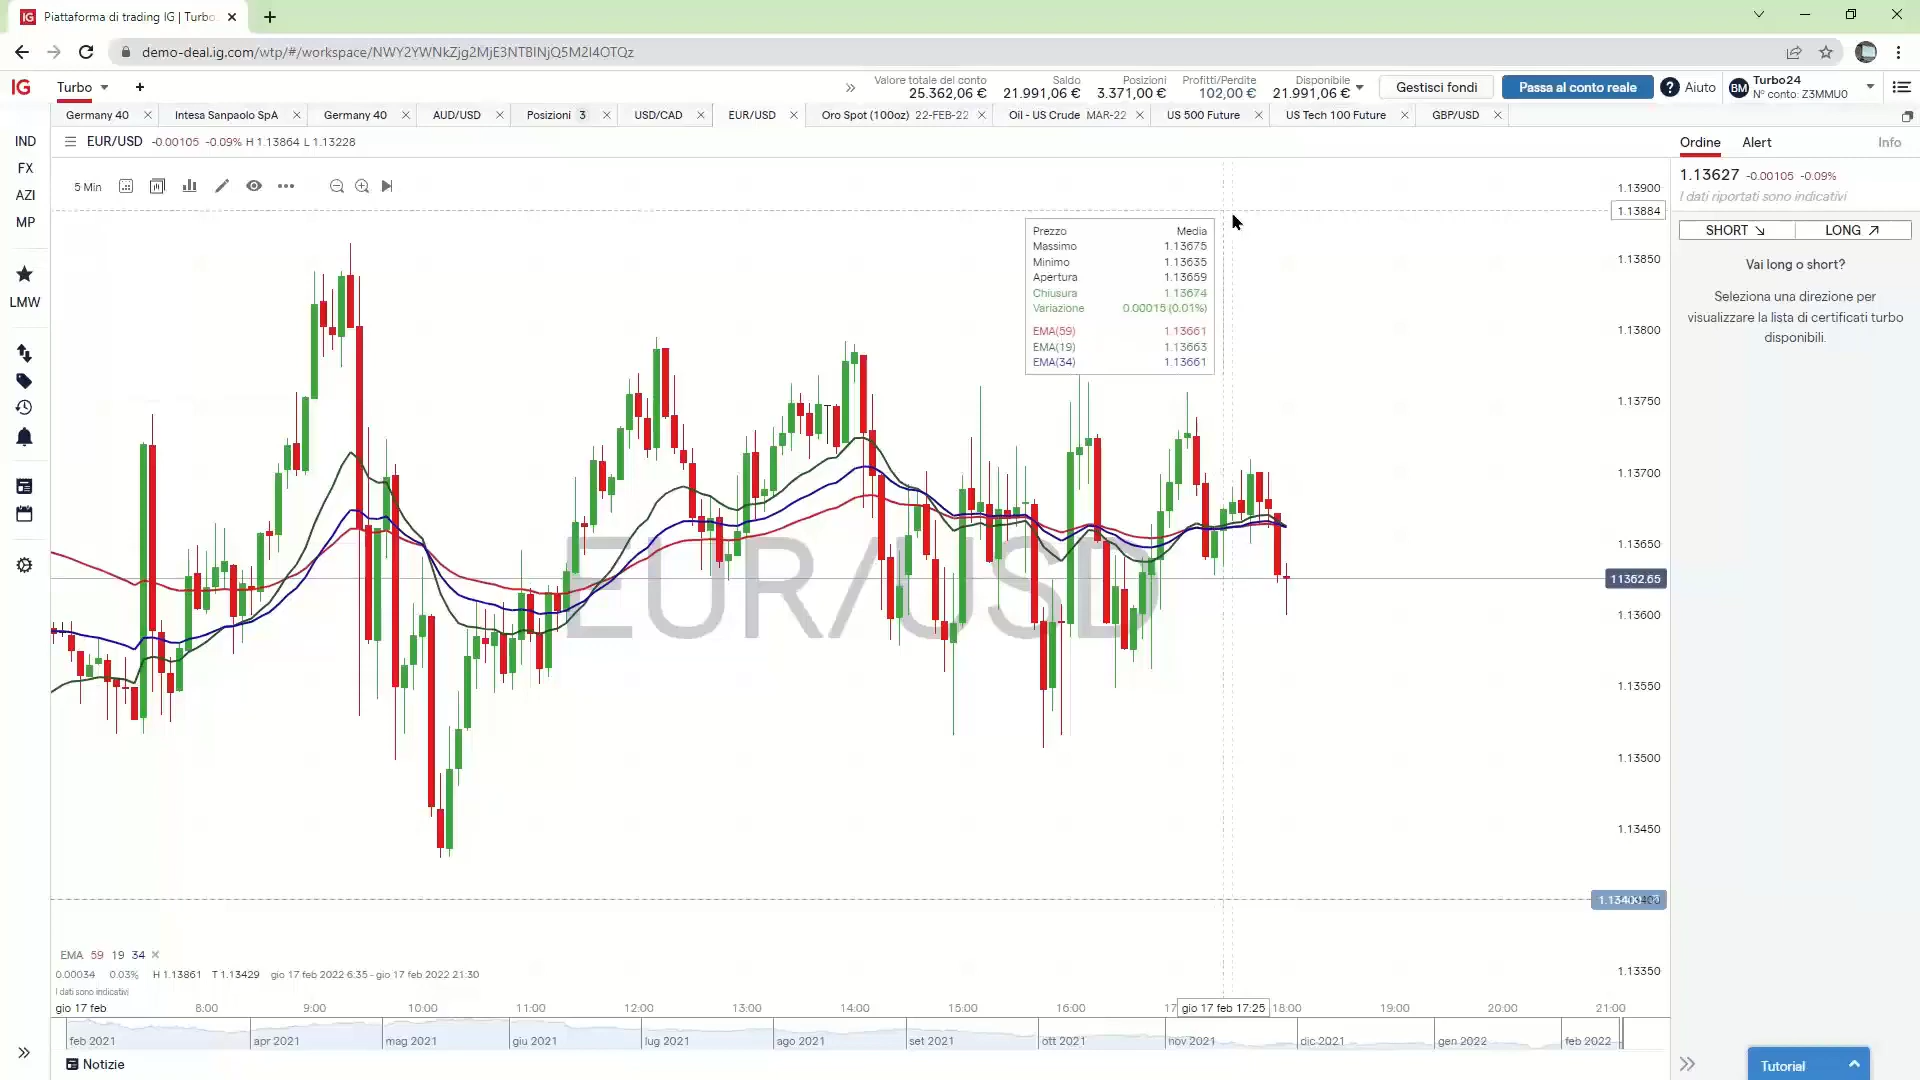 IG Piattaforma di trading IG | Turbo
demo-deal.ig.com/wtp/#/workspace/NWY2YWNkZjg2MjE3NTBlNjQ5M2I4OTQz
IG Turbo
Valore totale del conto 25.362,06 €
Saldo 21.991,06 €
Posizioni 3.371,00 €
Profitti/Perdite 102,00 €
Disponibile 21.991,06 €
Gestisci fondi
Passa al conto reale
Aiuto
BM Turbo24
N° conto: Z3MMU0
Germany 40
Intesa Sanpaolo SpA
Germany 40
AUD/USD
Posizioni 3
USD/CAD
EUR/USD
Oro Spot (100oz) 22-FEB-22
Oil - US Crude MAR-22
US 500 Future
US Tech 100 Future
GBP/USD
IND
FX
AZI
MP
LMW
EUR/USD -0.00105 -0.09% H 1.13864 L 1.13228
5 Min
Prezzo Media
Massimo 1.13675
Minimo 1.13635
Apertura 1.13659
Chiusura 1.13674
Variazione 0.00015 (0.01%)
EMA(59) 1.13661
EMA(19) 1.13663
EMA(34) 1.13661
EUR/USD
1.13900
1.13884
1.13850
1.13800
1.13750
1.13700
1.13650
11362.65
1.13600
1.13550
1.13500
1.13450
1.13350
EMA 59 19 34
0.00034 0.03% H 1.13861 T 1.13429 gio 17 feb 2022 6:35 - gio 17 feb 2022 21:30
I dati sono indicativi
gio 17 feb 8:00 9:00 10:00 11:00 12:00 13:00 14:00 15:00 16:00 17 gio 17 feb 17:25 18:00 19:00 20:00 21:00
feb 2021 apr 2021 mag 2021 giu 2021 lug 2021 ago 2021 set 2021 ott 2021 nov 2021 dic 2021 gen 2022 feb 2022
Notizie
Ordine Alert Info
1.13627 -0.00105 -0.09%
I dati riportati sono indicativi
SHORT LONG
Vai long o short?
Seleziona una direzione per
visualizzare la lista di certificati turbo
disponibili.
Tutorial